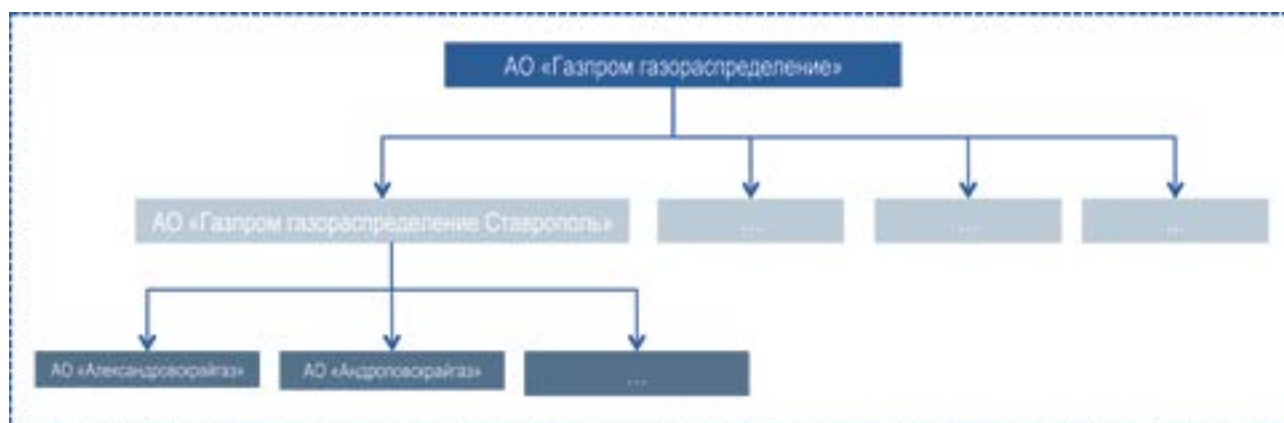 АО «Газпром газораспределение»
АО «Газпром газораспределение Ставрополь»
...
...
...
АО «Александровскрайгаз»
АО «Андроповскрайгаз»
...